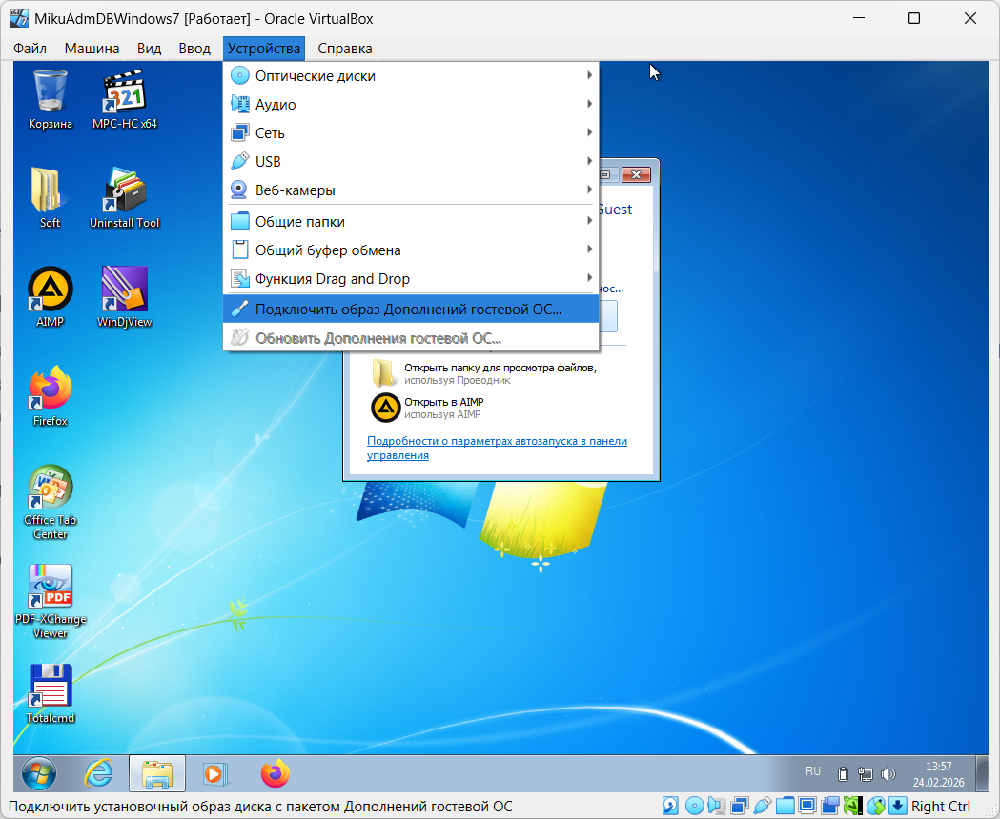 MikuAdmDBWindows7 [Работает] - Oracle VirtualBox
Файл Машина Вид Ввод Устройства Справка
Оптические диски
Аудио
Сеть
USB
Веб-камеры
Общие папки
Общий буфер обмена
Функция Drag and Drop
Подключить образ Дополнений гостевой ОС...
Обновить Дополнения гостевой ОС...
Корзина
MPC-HC x64
321
Soft
Uninstall Tool
AIMP
WinDjView
Firefox
Office Tab
Center
PDF
PDF-XChange
Viewer
Totalcmd
Guest
нос...
Открыть папку для просмотра файлов,
используя Проводник
Открыть в AIMP
используя AIMP
Подробности о параметрах автозапуска в панели
управления
RU
13:57
24.02.2026
Подключить установочный образ диска с пакетом Дополнений гостевой ОС
Right Ctrl